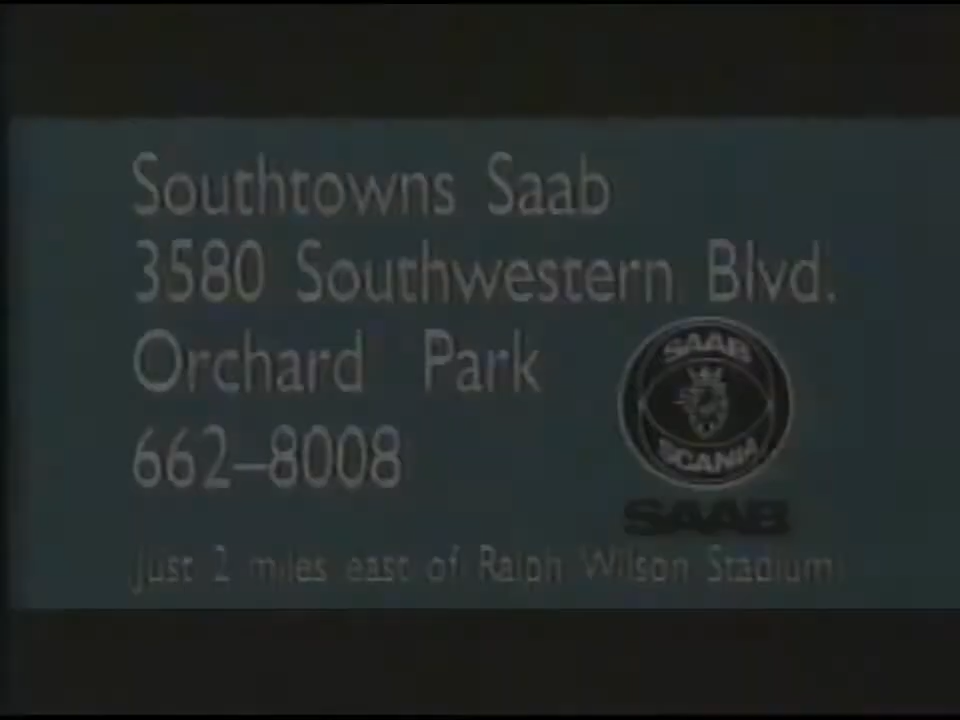 Southtowns Saab
3580 Southwestern Blvd.
Orchard Park
662-8008
SAAB
SCANIA
SAAB
Just 2 miles east of Ralph Wilson Stadium